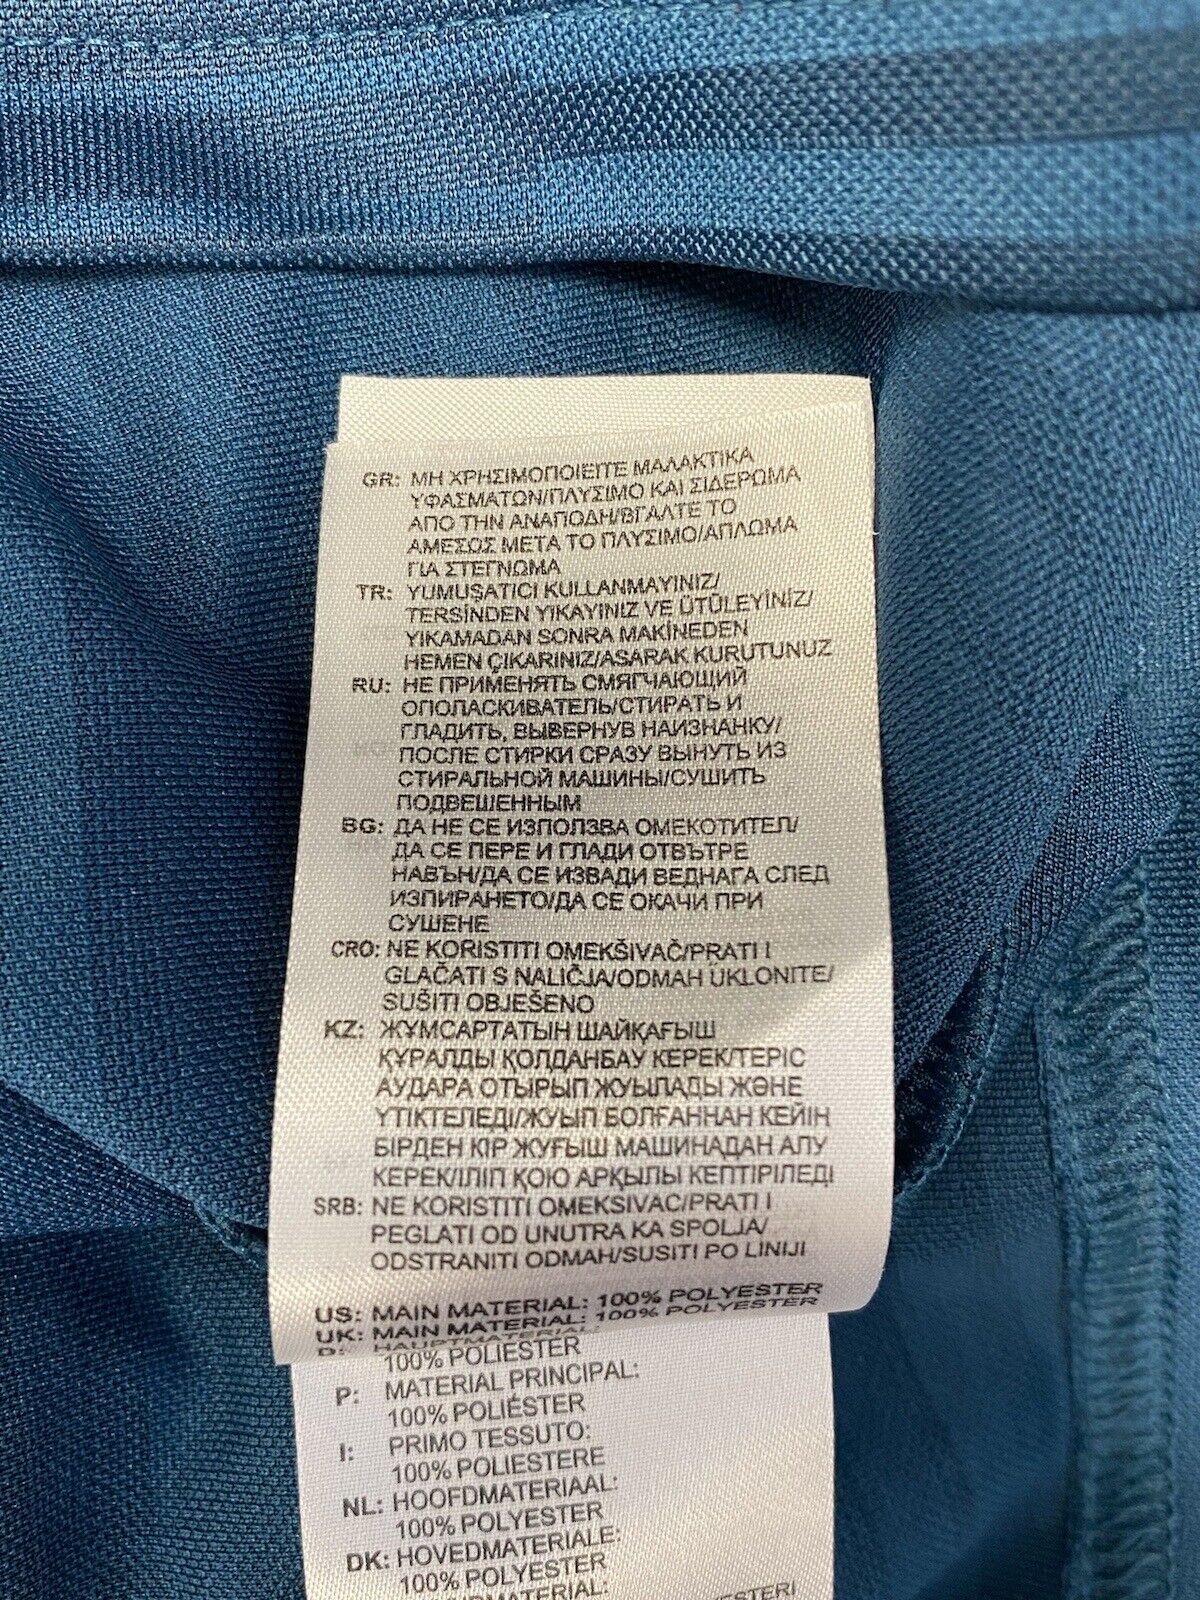 GR: ΜΗ ΧΡΗΣΙΜΟΠΟΙΕΙΤΕ ΜΑΛΑΚΤΙΚΑ
ΥΦΑΣΜΑΤΩΝ/ΠΛΥΣΙΜΟ ΚΑΙ ΣΙΔΕΡΩΜΑ
ΑΠΟ ΤΗΝ ΑΝΑΠΟΔΗ/ΒΓΑΛΤΕ ΤΟ
ΑΜΕΣΩΣ ΜΕΤΑ ΤΟ ΠΛΥΣΙΜΟ/ΑΠΛΩΜΑ
ΓΙΑ ΣΤΕΓΝΩΜΑ
TR: YUMUŞATICI KULLANMAYINIZ/
TERSİNDEN YIKAYINIZ VE ÜTÜLEYİNİZ/
YIKAMADAN SONRA MAKİNEDEN
HEMEN ÇIKARINIZ/ASARAK KURUTUNUZ
RU: НЕ ПРИМЕНЯТЬ СМЯГЧАЮЩИЙ
ОПОЛАСКИВАТЕЛЬ/СТИРАТЬ И
ГЛАДИТЬ, ВЫВЕРНУВ НАИЗНАНКУ/
ПОСЛЕ СТИРКИ СРАЗУ ВЫНУТЬ ИЗ
СТИРАЛЬНОЙ МАШИНЫ/СУШИТЬ
ПОДВЕШЕННЫМ
BG: ДА НЕ СЕ ИЗПОЛЗВА ОМЕКОТИТЕЛ/
ДА СЕ ПЕРЕ И ГЛАДИ ОТВЪТРЕ
НАВЪН/ДА СЕ ИЗВАДИ ВЕДНАГА СЛЕД
ИЗПИРАНЕТО/ДА СЕ ОКАЧИ ПРИ
СУШЕНЕ
CRO: NE KORISTITI OMEKŠIVAČ/PRATI I
GLAČATI S NALIČJA/ODMAH UKLONITE/
SUŠITI OBJEŠENO
KZ: ЖҰМСАРТАТЫН ШАЙҚАҒЫШ
ҚҰРАЛДЫ ҚОЛДАНБАУ КЕРЕК/ТЕРІС
АУДАРА ОТЫРЫП ЖУЫЛАДЫ ЖӘНЕ
ҮТІКТЕЛЕДІ/ЖУЫП БОЛҒАННАН КЕЙІН
БІРДЕН КІР ЖУҒЫШ МАШИНАДАН АЛУ
КЕРЕК/ІЛІП ҚОЮ АРҚЫЛЫ КЕПТІРІЛЕДІ
SRB: NE KORISTITI OMEKSIVAC/PRATI I
PEGLATI OD UNUTRA KA SPOLJA/
ODSTRANITI ODMAH/SUSITI PO LINIJI
US: MAIN MATERIAL: 100% POLYESTER
UK: MAIN MATERIAL: 100% POLYESTER
D: HAUPTMATERIAL:
100% POLIESTER
P: MATERIAL PRINCIPAL:
100% POLIÉSTER
I: PRIMO TESSUTO:
100% POLIESTERE
NL: HOOFDMATERIAAL:
100% POLYESTER
DK: HOVEDMATERIALE:
100% POLYESTER